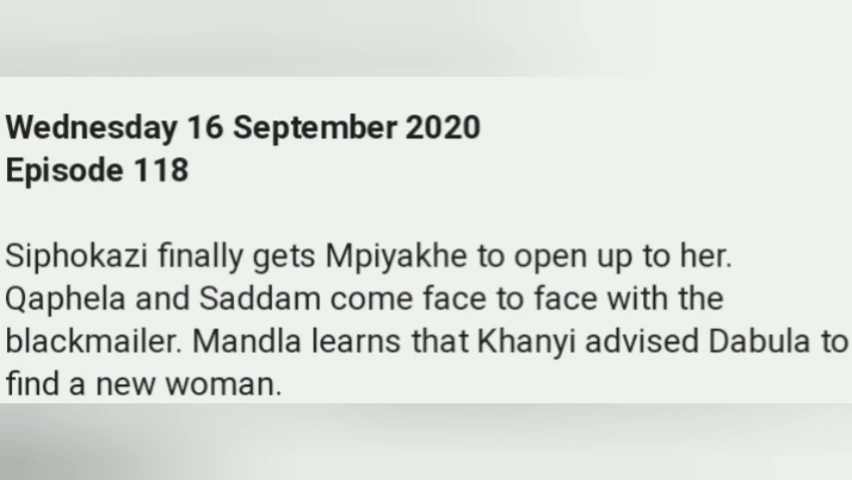 Wednesday 16 September 2020
Episode 118
Siphokazi finally gets Mpiyakhe to open up to her.
Qaphela and Saddam come face to face with the
blackmailer. Mandla learns that Khanyi advised Dabula to
find a new woman.